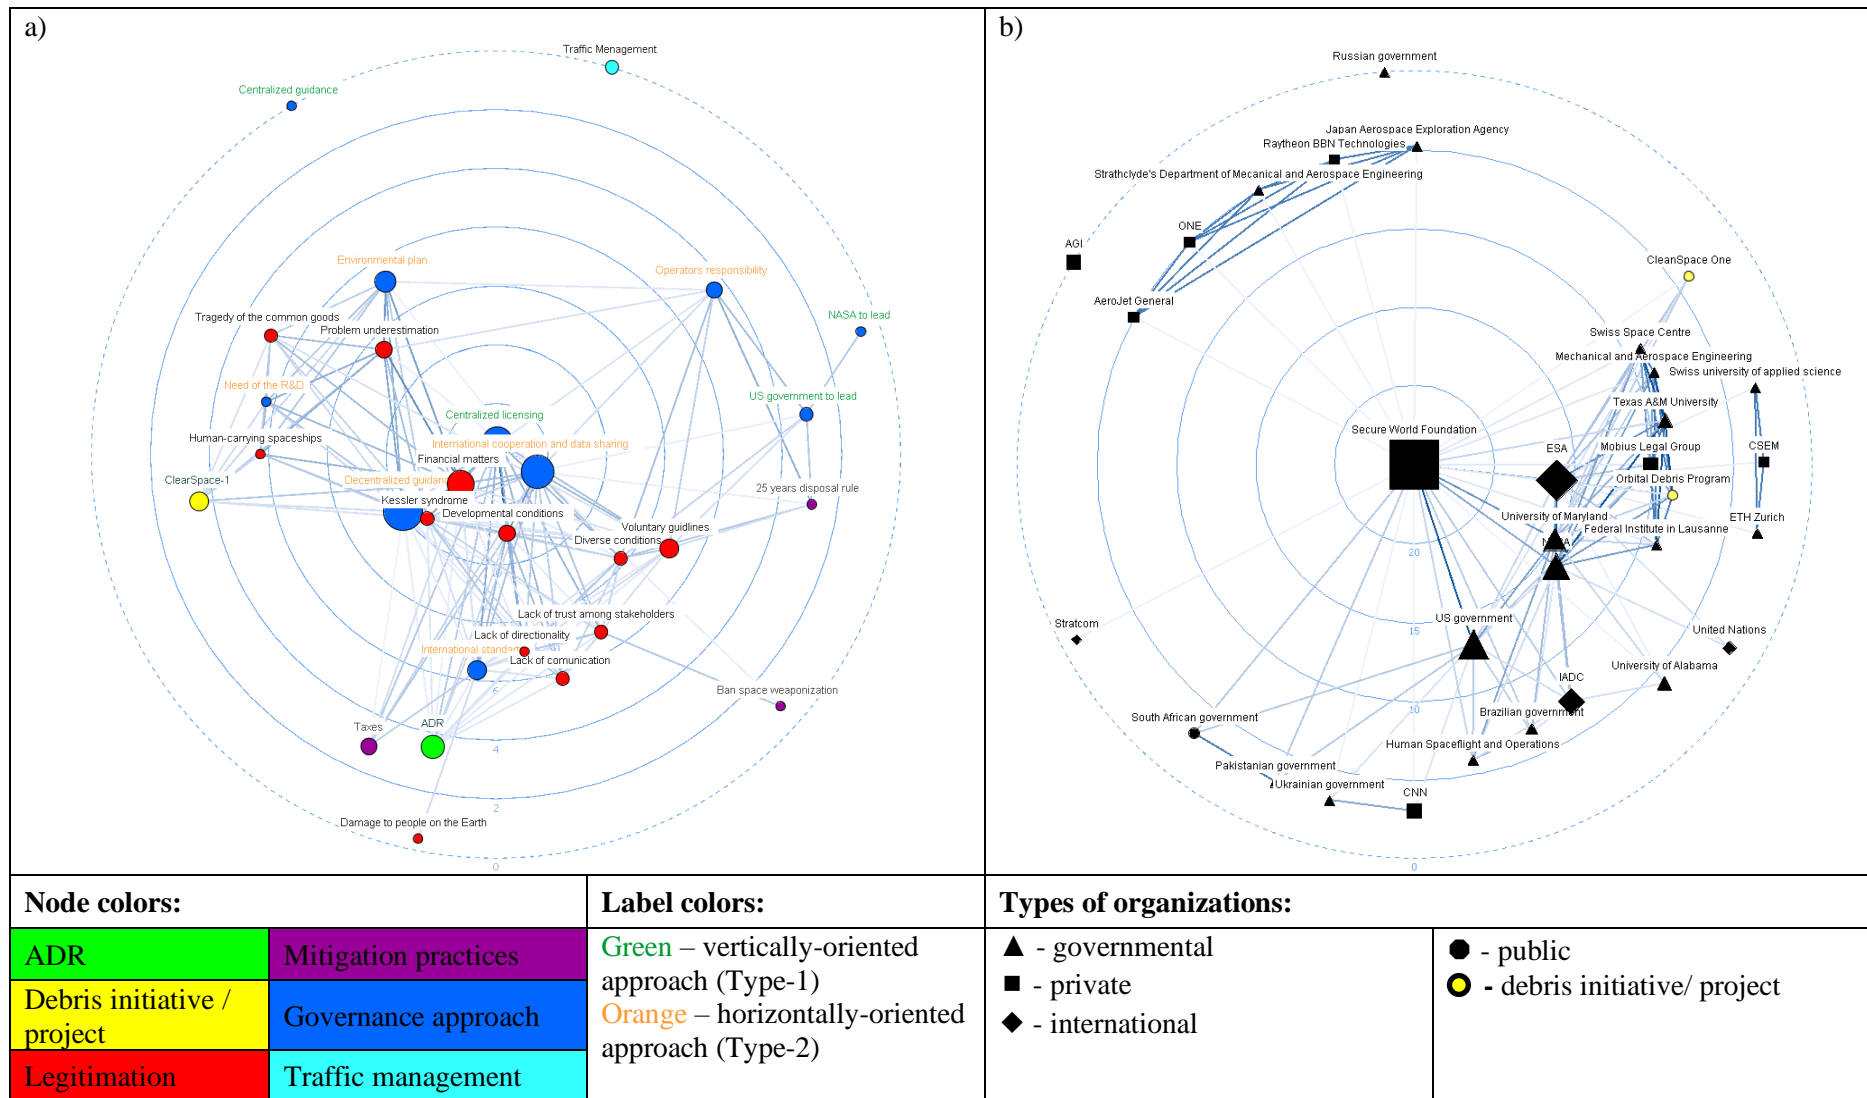 a)
Traffic Menagement
Centralized guidance
Environmental plan
Operators responsibility
NASA to lead
Tragedy of the common goods
Problem underestimation
Need of the R&D
US government to lead
Centralized licensing
Human-carrying spaceships
International cooperation and data sharing
Financial matters
ClearSpace-1
Decentralized guidance
25 years disposal rule
Kessler syndrome
Developmental conditions
Voluntary guidlines
Diverse conditions
Lack of trust among stakeholders
Lack of directionality
International standar
Lack of comunication
6
Ban space weaponization
Taxes
ADR
4
2
Damage to people on the Earth
0
b)
Russian government
Japan Aerospace Exploration Agency
Raytheon BBN Technologies
Strathclyde's Department of Mecanical and Aerospace Engineering
ONE
AGI
CleanSpace One
AeroJet General
Swiss Space Centre
Mechanical and Aerospace Engineering
Swiss university of applied science
Texas A&M University
Secure World Foundation
ESA
Mobius Legal Group
CSEM
Orbital Debris Program
University of Maryland
ETH Zurich
Federal Institute in Lausanne
20
Stratcom
15
US government
United Nations
University of Alabama
IADC
10
South African government
Brazilian government
Human Spaceflight and Operations
Pakistanian government
Ukrainian government
CNN
0
Node colors:
ADR
Mitigation practices
Debris initiative /
project
Governance approach
Legitimation
Traffic management
Label colors:
Green – vertically-oriented
approach (Type-1)
Orange – horizontally-oriented
approach (Type-2)
Types of organizations:
▲ - governmental
■ - private
◆ - international
- public
- debris initiative/ project